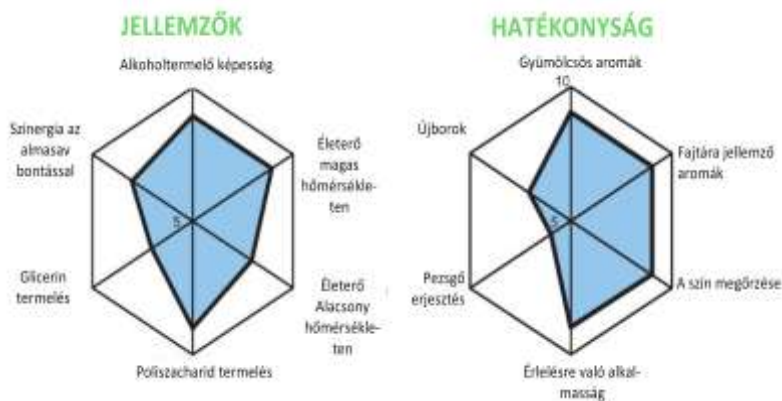 JELLEMZŐK
Alkoholtermelő képesség
Szinergia az
almasav
bontással
Életerő
magas
hőmérsékle-
ten
5
Glicerin
termelés
Életerő
Alacsony
hőmérsékle-
ten
Poliszacharid termelés
HATÉKONYSÁG
Gyümölcsös aromák
10
Újborok
Fajtára jellemző
aromák
5
Pezsgő
erjesztés
A szín megőrzése
Érlelésre való alkal-
masság